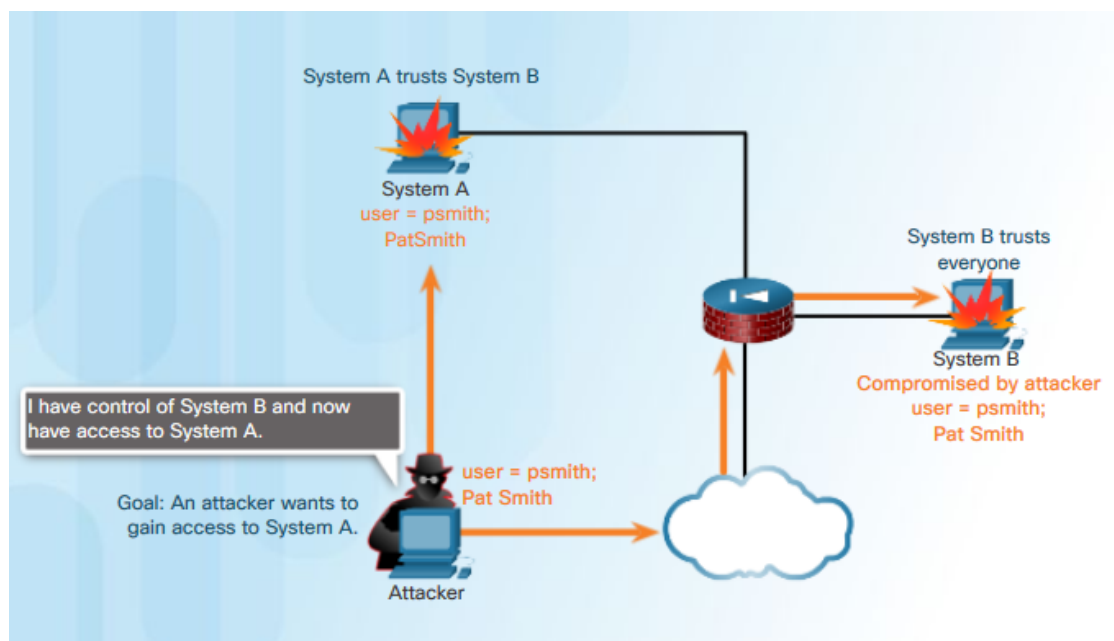 System A trusts System B
System A
user = psmith;
PatSmith
System B trusts
everyone
System B
Compromised by attacker
user = psmith;
Pat Smith
I have control of System B and now
have access to System A.
user = psmith;
Pat Smith
Goal: An attacker wants to
gain access to System A.
Attacker